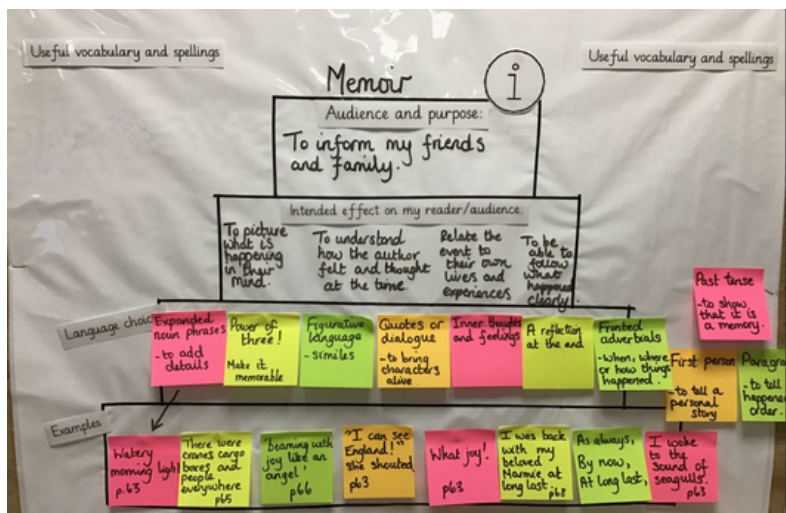 Useful vocabulary and spellings
Useful vocabulary and spellings
Memoir
i
Audience and purpose:
To inform my friends
and family.
Intended effect on my reader/audience:
To picture
what is
happening
in their
mind.
To understand
how the author
felt and thought
at the time.
Relate the
event to
their own
lives and
experiences
To be
able to
follow
what
happened
clearly.
Language choic
Expanded
noun phrases
- to add
details
Power of
three!
Make it
memorable
Figurative
language
- similes
Quotes or
dialogue
- to bring
characters
alive
Inner thoughts
and feelings
A reflection
at the end
Fronted
adverbials
- When, where
or how things
happened.
Past tense
- to show
that it is
a memory.
First person
- to tell a
personal
story
Paragra
- to tell
happene
order.
Examples
Watery
morning light
p.63
There were
cranes cargo
boxes and
people
everywhere
p65
'beaming with
joy like an
angel'
p66
"I can see
England!"
she shouted.
p63
What joy!
p63
I was back
with my
beloved
Marmie at
long last. p68
As always,
By now,
At long last,
I woke
to the
sound of
seagulls.
p63